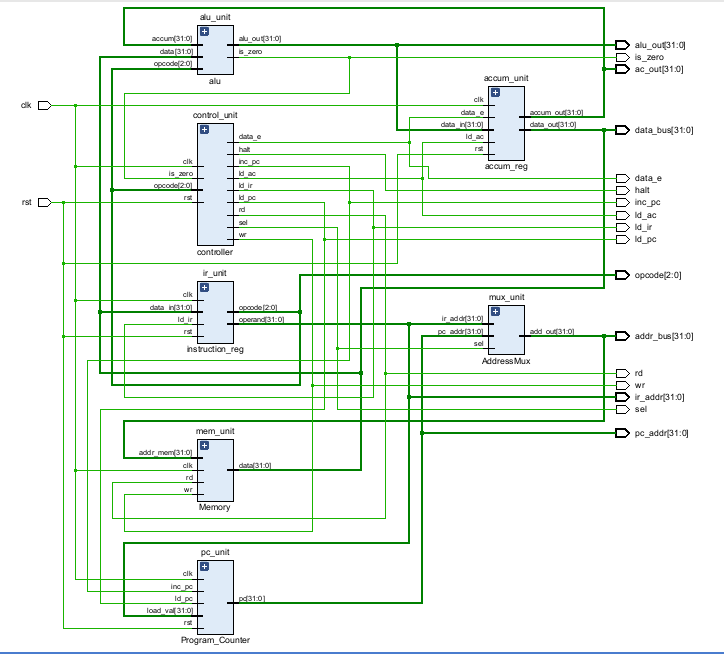 alu_unit
accum[31:0]
data[31:0]
opcode[2:0]
alu_out[31:0]
is_zero
alu
clk
rst
control_unit
clk
is_zero
opcode[2:0]
rst
data_e
halt
inc_pc
ld_ac
ld_ir
ld_pc
rd
sel
wr
controller
accum_unit
clk
data_e
data_in[31:0]
ld_ac
rst
accum_out[31:0]
data_out[31:0]
accum_reg
ir_unit
clk
data_in[31:0]
ld_ir
rst
opcode[2:0]
operand[31:0]
instruction_reg
mux_unit
ir_addr[31:0]
pc_addr[31:0]
sel
add_out[31:0]
AddressMux
mem_unit
addr_mem[31:0]
clk
rd
wr
data[31:0]
Memory
pc_unit
clk
inc_pc
ld_pc
load_val[31:0]
rst
pc[31:0]
Program_Counter
alu_out[31:0]
is_zero
ac_out[31:0]
data_bus[31:0]
data_e
halt
inc_pc
ld_ac
ld_ir
ld_pc
opcode[2:0]
addr_bus[31:0]
rd
wr
ir_addr[31:0]
sel
pc_addr[31:0]